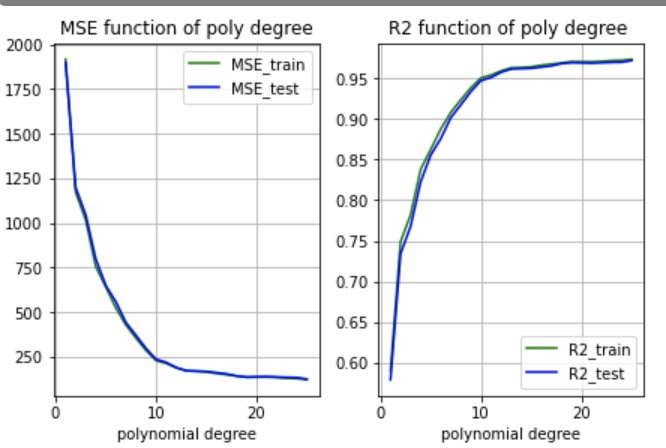 MSE function of poly degree
2000
1750
1500
1250
1000
750
500
250
0
10
20
polynomial degree
MSE_train
MSE_test
R2 function of poly degree
0.95
0.90
0.85
0.80
0.75
0.70
0.65
0.60
0
10
20
polynomial degree
R2_train
R2_test